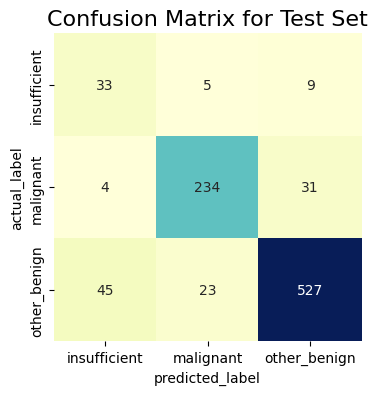 Confusion Matrix for Test Set
actual_label
insufficient
33 5 9
malignant
4 234 31
other_benign
45 23 527
insufficient malignant other_benign
predicted_label